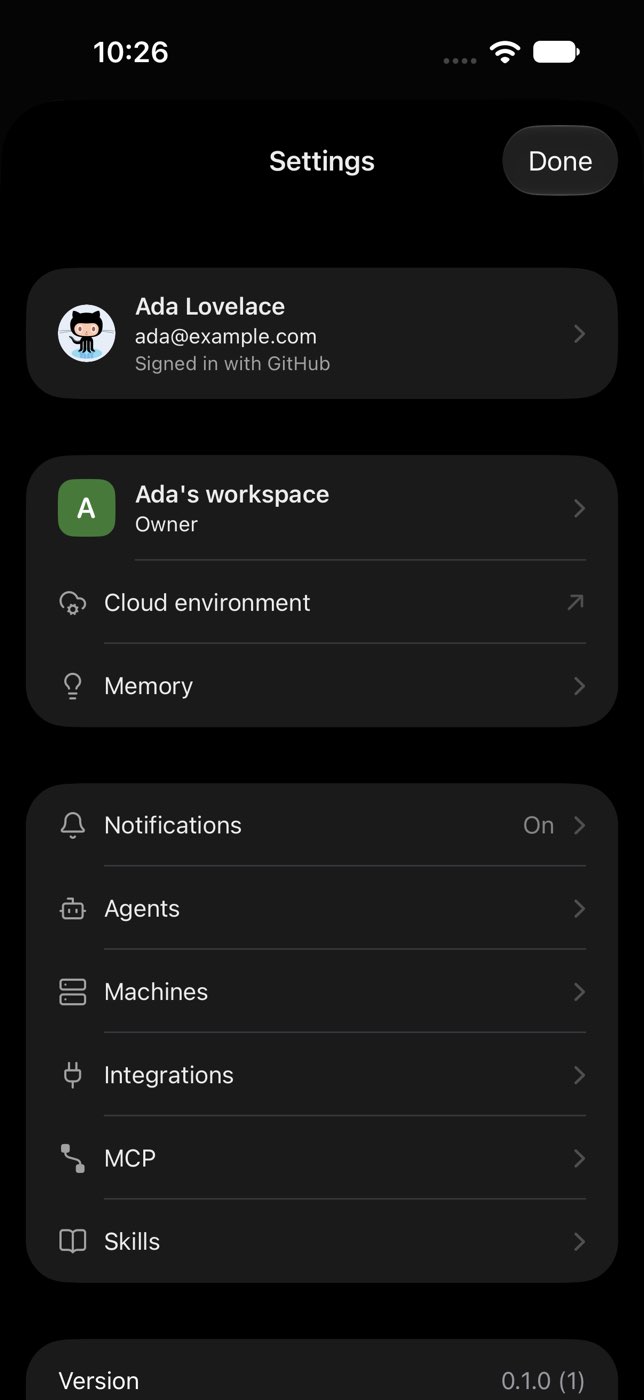 10:26
Settings
Done
Ada Lovelace
ada@example.com
Signed in with GitHub
A
Ada's workspace
Owner
Cloud environment
Memory
Notifications
On
Agents
Machines
Integrations
MCP
Skills
Version
0.1.0 (1)